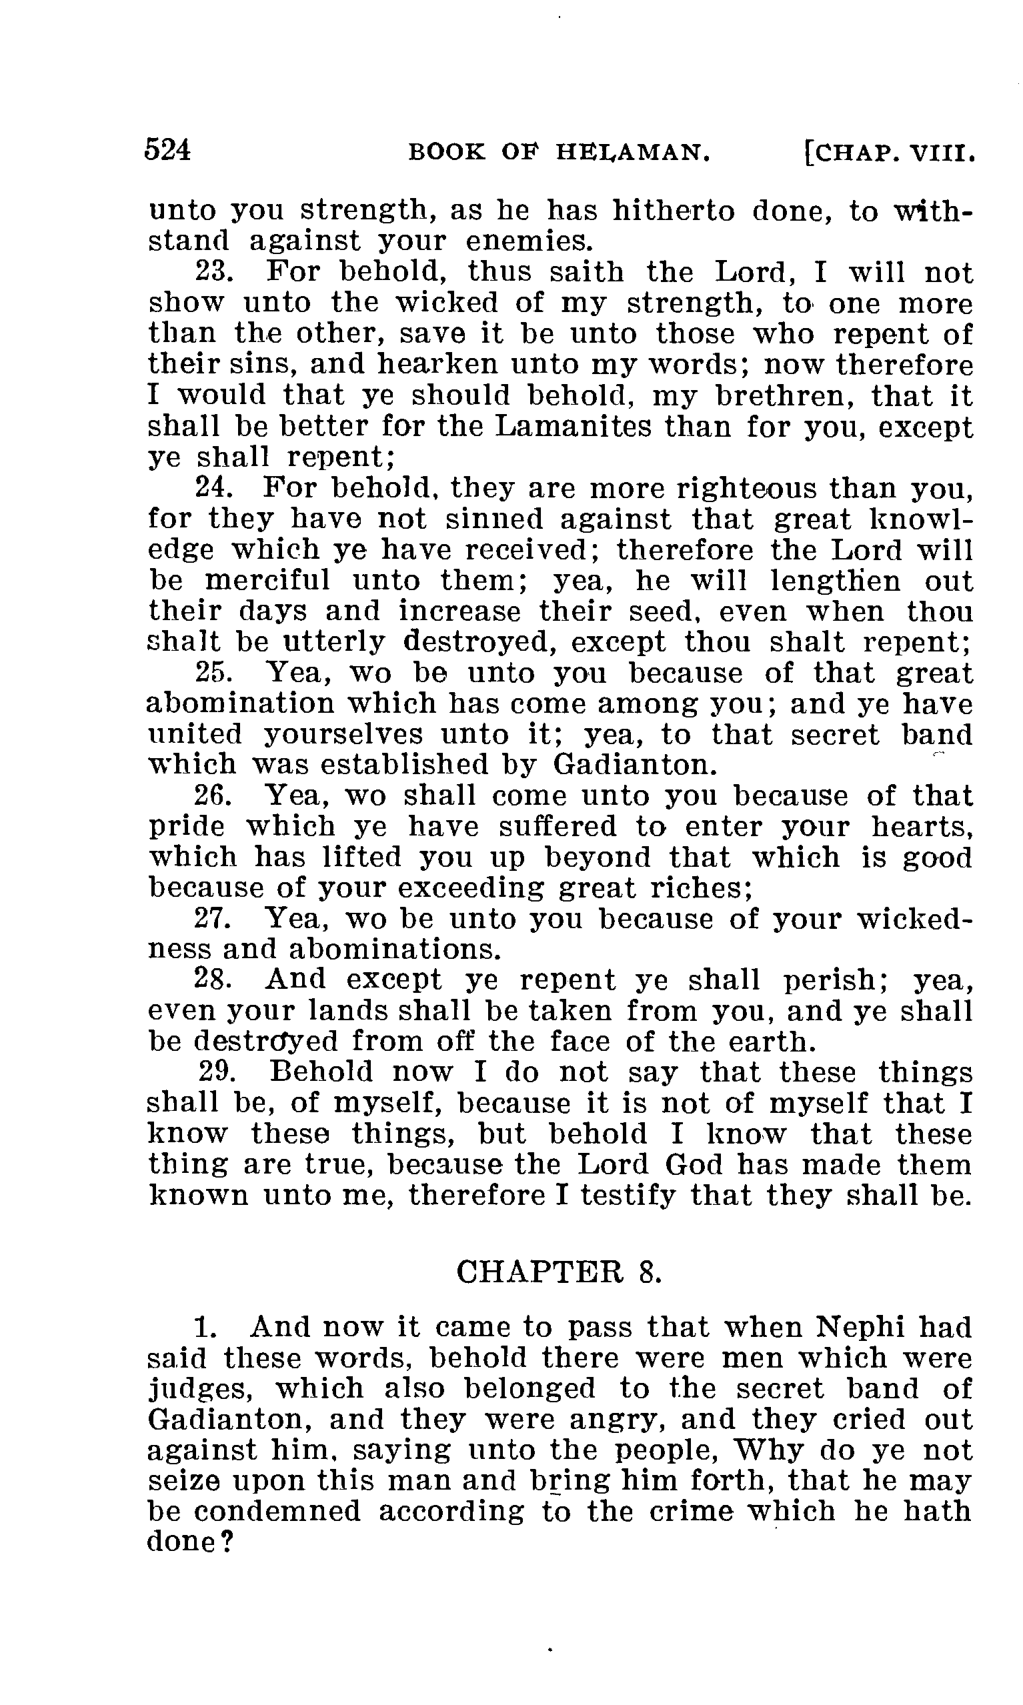 524 BOOK OF HELAMAN. [CHAP. VIII.
unto you strength, as he has hitherto done, to with-
stand against your enemies.
23. For behold, thus saith the Lord, I will not
show unto the wicked of my strength, to one more
than the other, save it be unto those who repent of
their sins, and hearken unto my words; now therefore
I would that ye should behold, my brethren, that it
shall be better for the Lamanites than for you, except
ye shall repent;
24. For behold, they are more righteous than you,
for they have not sinned against that great knowl-
edge which ye have received; therefore the Lord will
be merciful unto them; yea, he will lengthen out
their days and increase their seed, even when thou
shalt be utterly destroyed, except thou shalt repent;
25. Yea, wo be unto you because of that great
abomination which has come among you; and ye have
united yourselves unto it; yea, to that secret band
which was established by Gadianton.
26. Yea, wo shall come unto you because of that
pride which ye have suffered to enter your hearts,
which has lifted you up beyond that which is good
because of your exceeding great riches;
27. Yea, wo be unto you because of your wicked-
ness and abominations.
28. And except ye repent ye shall perish; yea,
even your lands shall be taken from you, and ye shall
be destroyed from off the face of the earth.
29. Behold now I do not say that these things
shall be, of myself, because it is not of myself that I
know these things, but behold I know that these
thing are true, because the Lord God has made them
known unto me, therefore I testify that they shall be.
CHAPTER 8.
1. And now it came to pass that when Nephi had
said these words, behold there were men which were
judges, which also belonged to the secret band of
Gadianton, and they were angry, and they cried out
against him, saying unto the people, Why do ye not
seize upon this man and bring him forth, that he may
be condemned according to the crime which he hath
done?